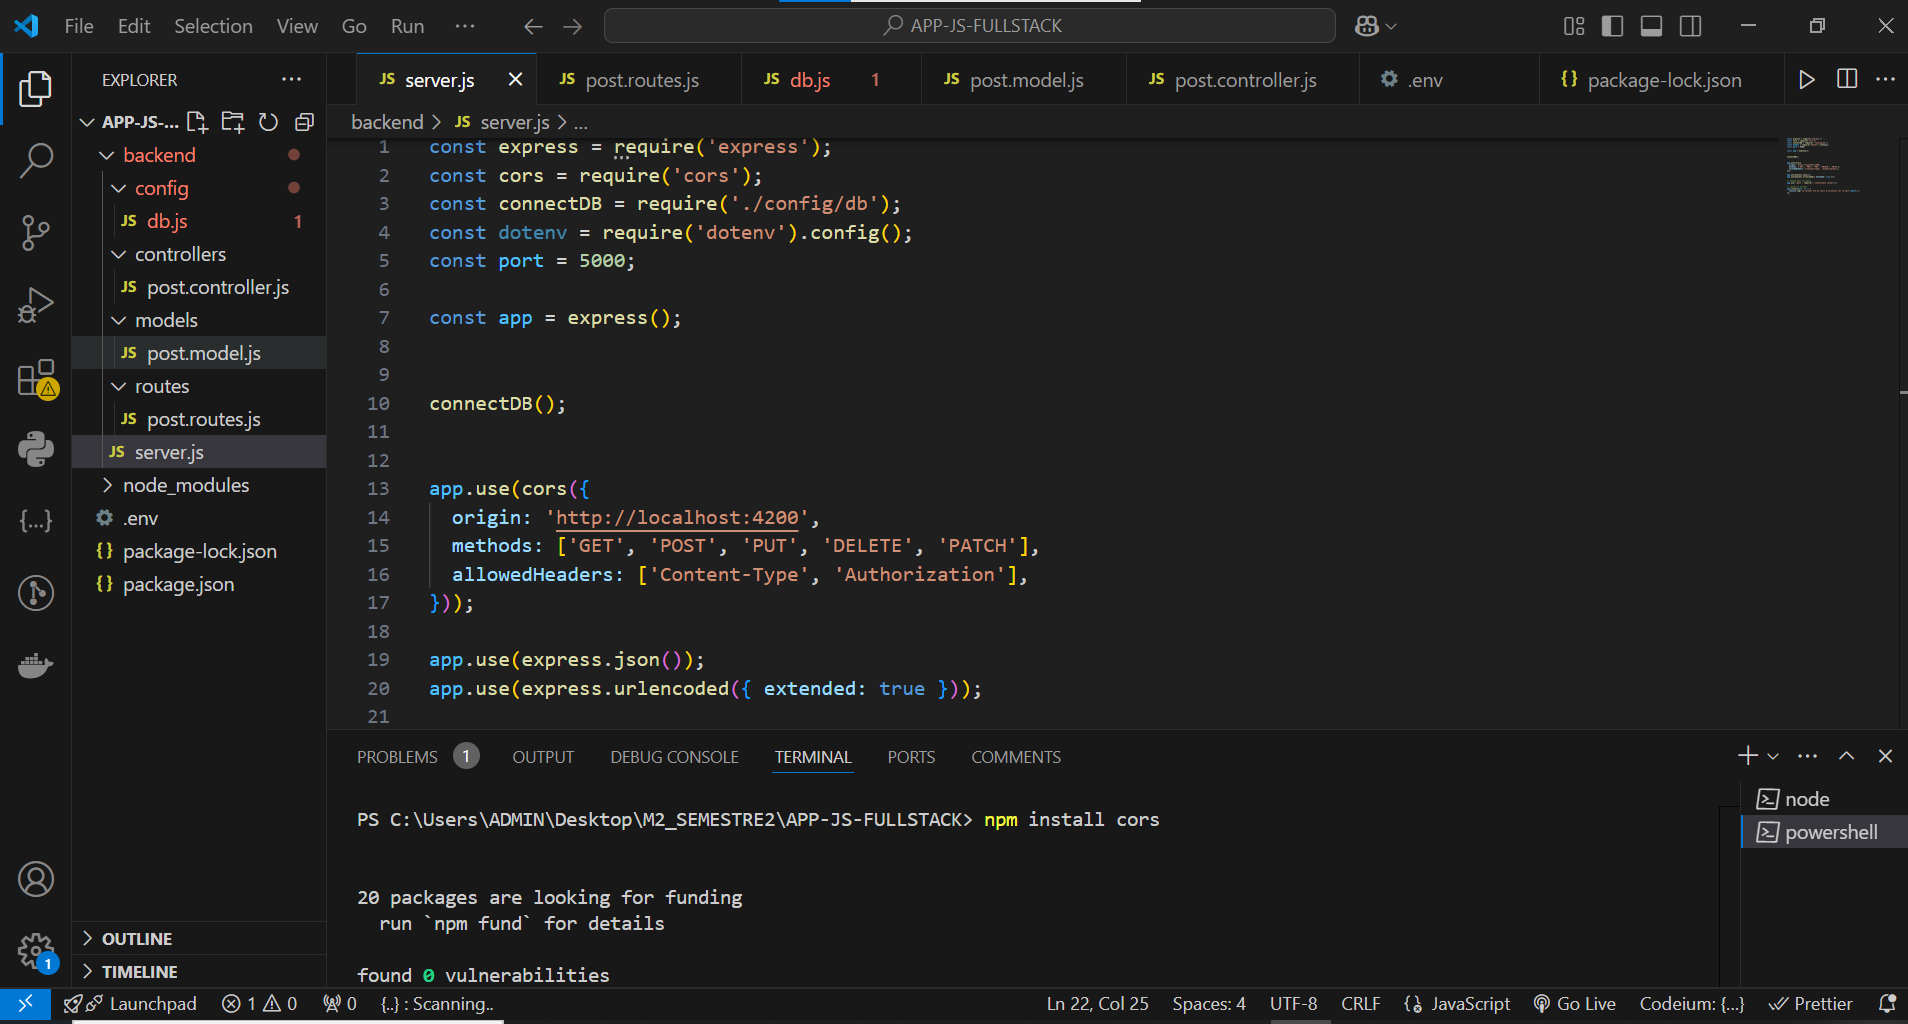 File Edit Selection View Go Run ··· APP-JS-FULLSTACK
EXPLORER
APP-JS-...
backend
config
JS db.js 1
controllers
JS post.controller.js
models
JS post.model.js
routes
JS post.routes.js
JS server.js
node_modules
.env
{} package-lock.json
{} package.json
OUTLINE
TIMELINE
JS server.js JS post.routes.js JS db.js 1 JS post.model.js JS post.controller.js .env {} package-lock.json
backend > JS server.js > ...
1 const express = require('express');
2 const cors = require('cors');
3 const connectDB = require('./config/db');
4 const dotenv = require('dotenv').config();
5 const port = 5000;
6
7 const app = express();
8
9
10 connectDB();
11
12
13 app.use(cors({
14 origin: 'http://localhost:4200',
15 methods: ['GET', 'POST', 'PUT', 'DELETE', 'PATCH'],
16 allowedHeaders: ['Content-Type', 'Authorization'],
17 }));
18
19 app.use(express.json());
20 app.use(express.urlencoded({ extended: true }));
21
PROBLEMS 1 OUTPUT DEBUG CONSOLE TERMINAL PORTS COMMENTS
PS C:\Users\ADMIN\Desktop\M2_SEMESTRE2\APP-JS-FULLSTACK> npm install cors
20 packages are looking for funding
run `npm fund` for details
found 0 vulnerabilities
node
powershell
1
Launchpad 1 0 0 {..} : Scanning.. Ln 22, Col 25 Spaces: 4 UTF-8 CRLF JavaScript Go Live Codeium: {...} Prettier